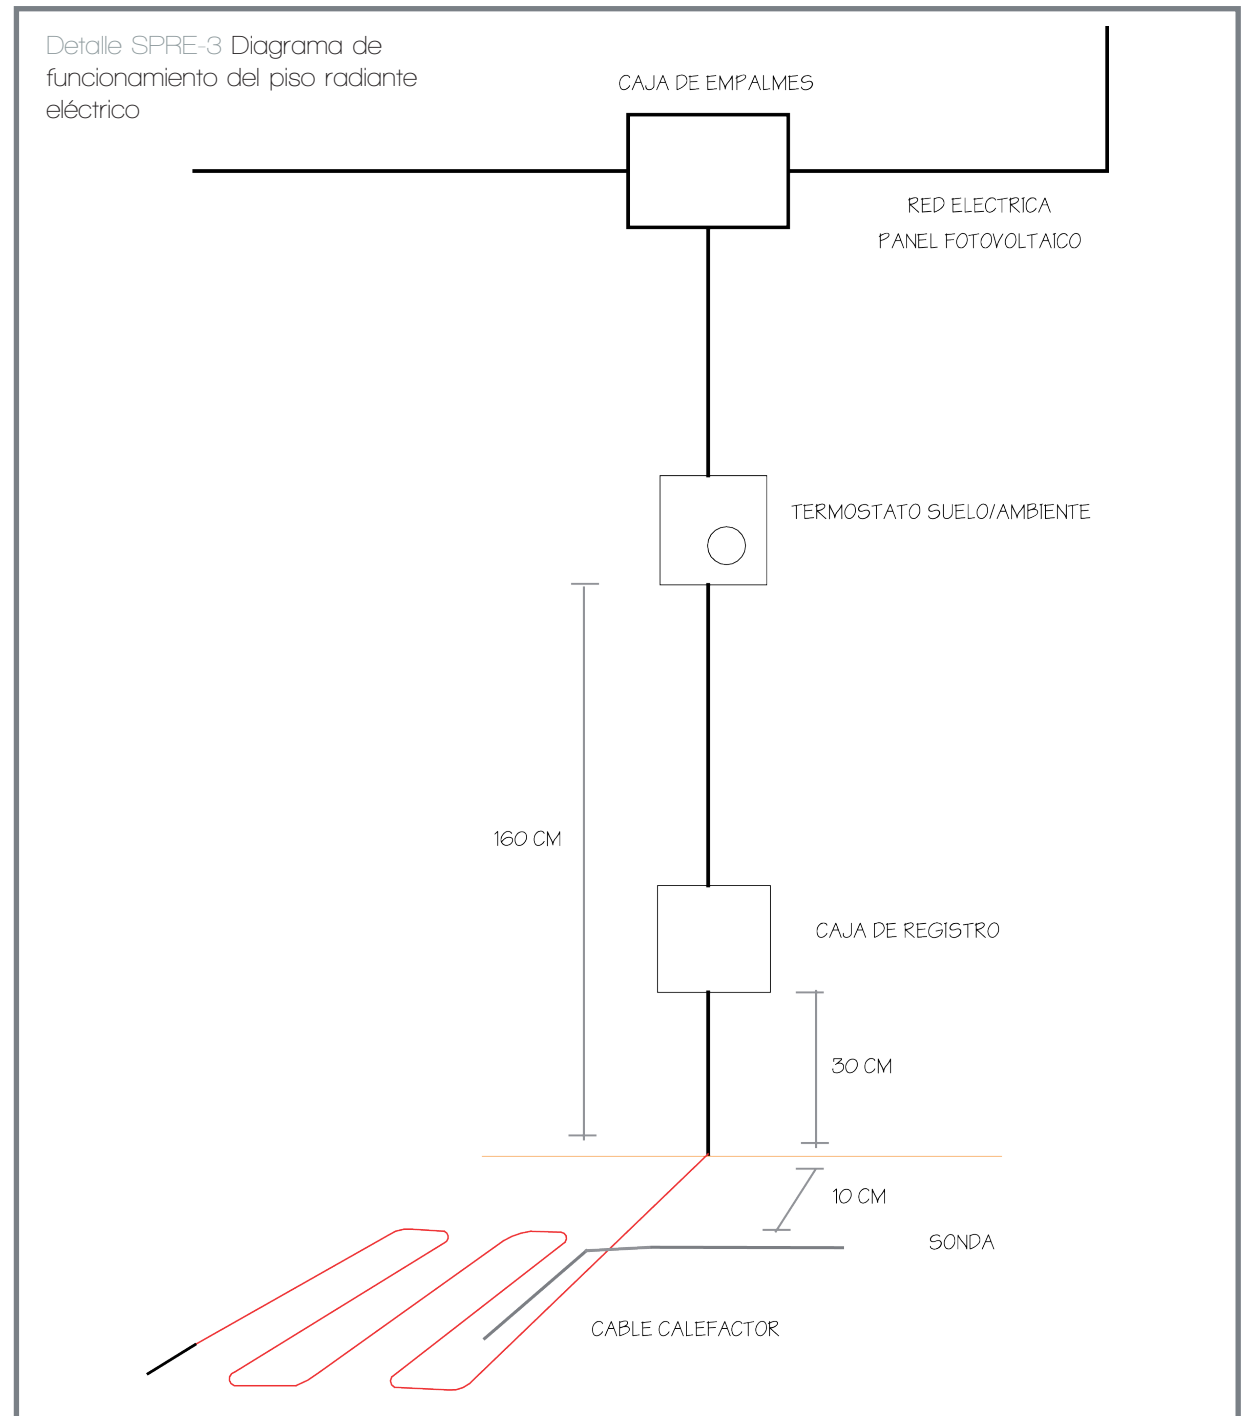 Detalle SPRE-3 Diagrama de
funcionamiento del piso radiante
eléctrico
CAJA DE EMPALMES
RED ELECTRICA
PANEL FOTOVOLTAICO
TERMOSTATO SUELO/AMBIENTE
160 CM
CAJA DE REGISTRO
30 CM
10 CM
SONDA
CABLE CALEFACTOR